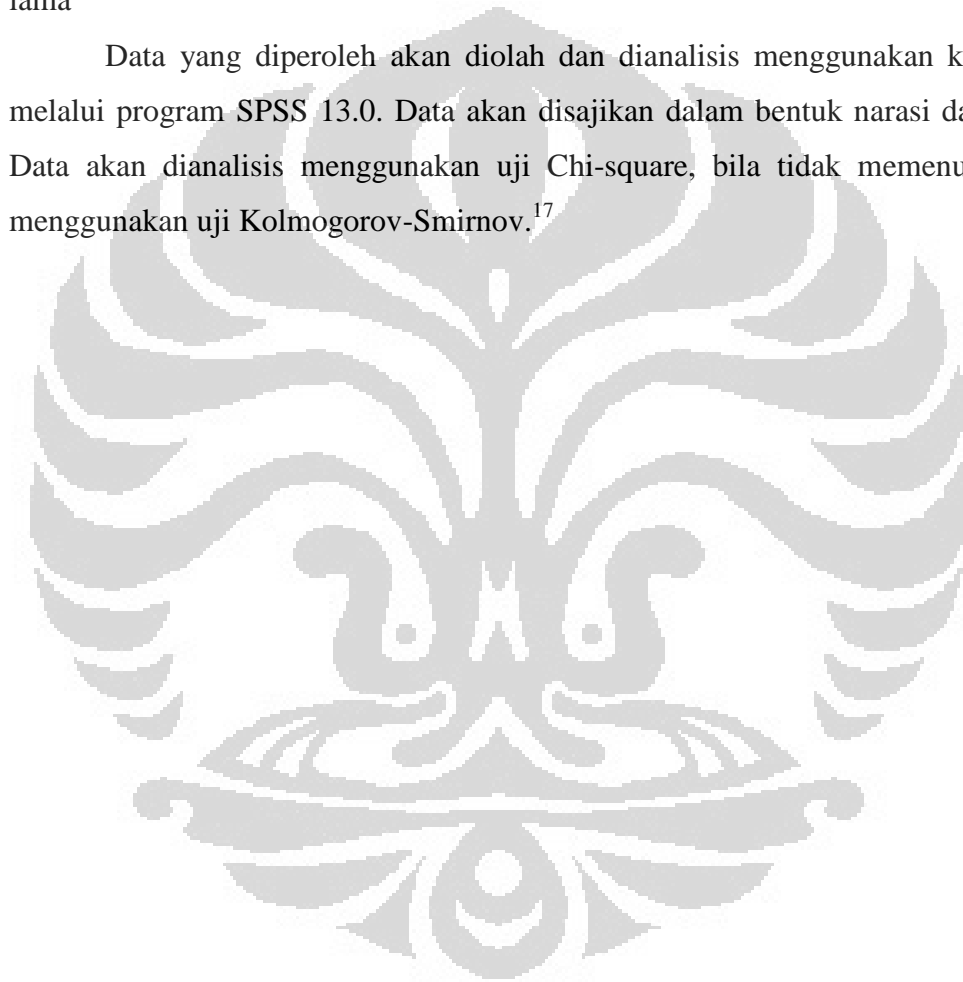 lama
Data yang diperoleh akan diolah dan dianalisis menggunakan k
melalui program SPSS 13.0. Data akan disajikan dalam bentuk narasi da
Data akan dianalisis menggunakan uji Chi-square, bila tidak memenu
menggunakan uji Kolmogorov-Smirnov.17